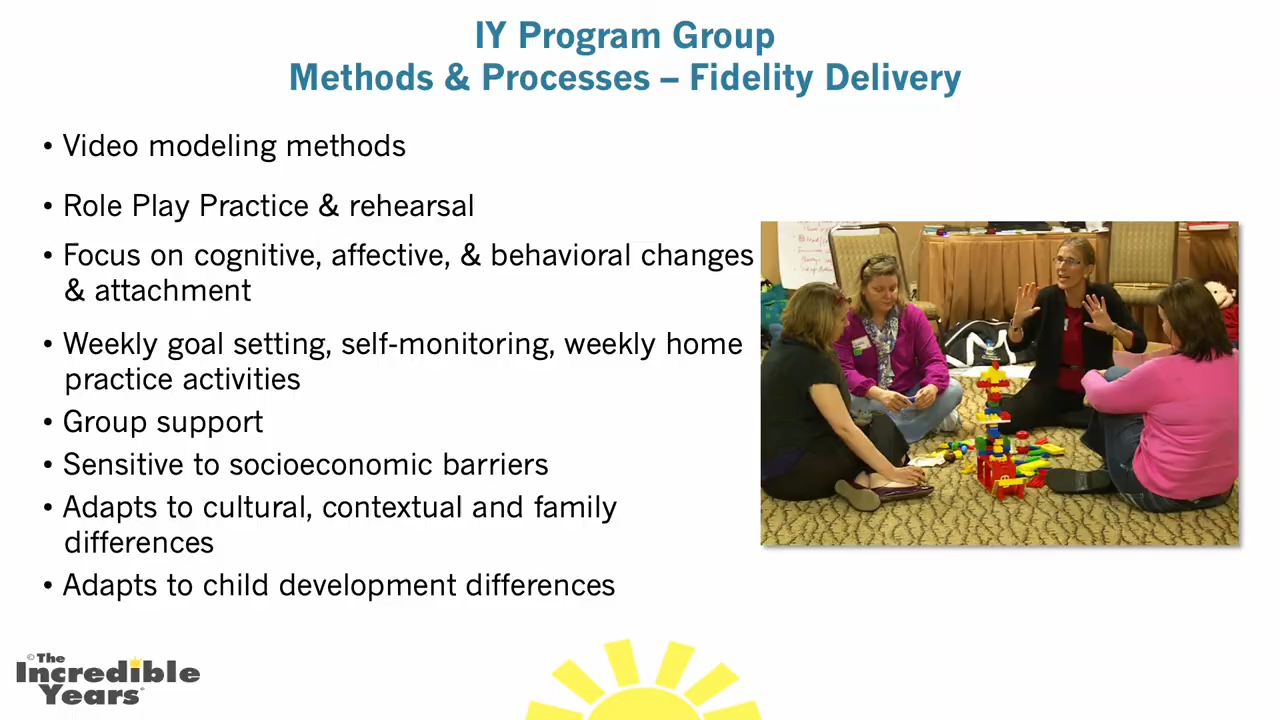 IY Program Group
Methods & Processes – Fidelity Delivery
• Video modeling methods
• Role Play Practice & rehearsal
• Focus on cognitive, affective, & behavioral changes
& attachment
• Weekly goal setting, self-monitoring, weekly home
practice activities
• Group support
• Sensitive to socioeconomic barriers
• Adapts to cultural, contextual and family
differences
• Adapts to child development differences
©The
Incredible
Years®